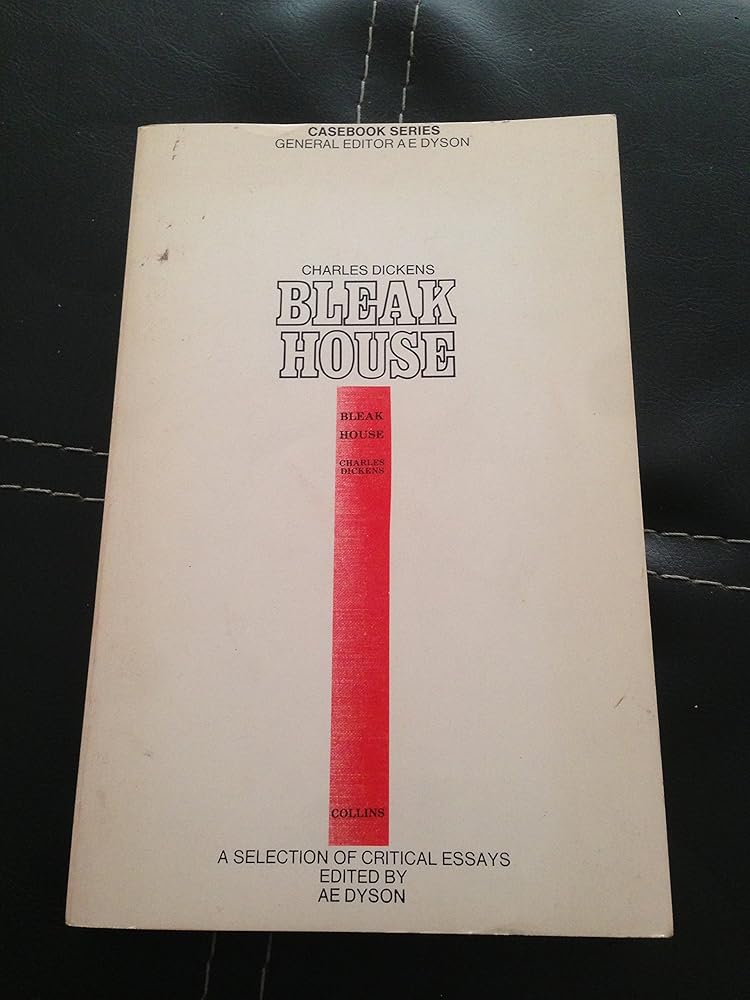 CASEBOOK SERIES
GENERAL EDITOR A E DYSON
CHARLES DICKENS
BLEAK
HOUSE
BLEAK
HOUSE
CHARLES
DICKENS
COLLINS
A SELECTION OF CRITICAL ESSAYS
EDITED BY
AE DYSON